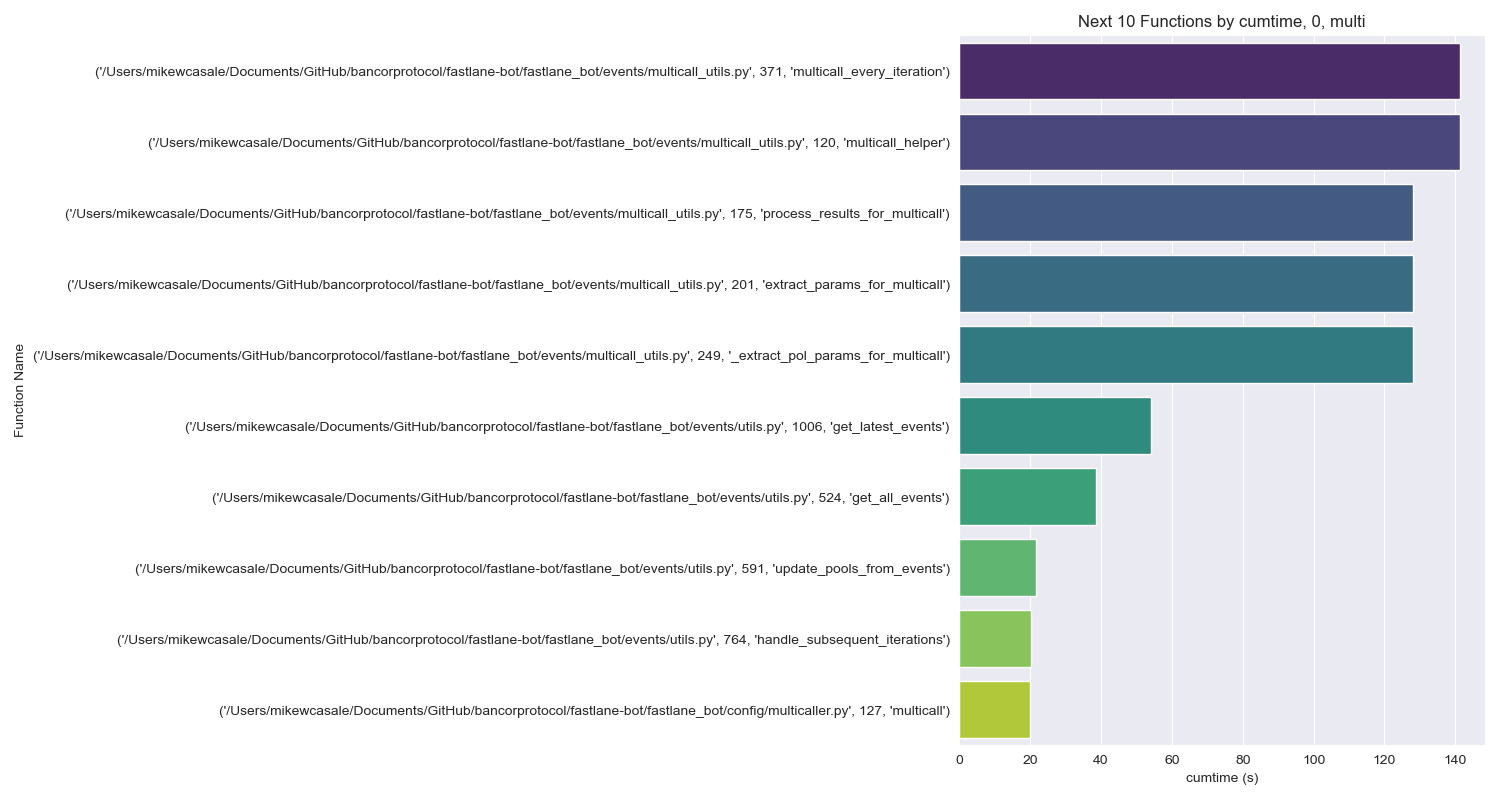 Next 10 Functions by cumtime, 0, multi
('/Users/mikewcasale/Documents/GitHub/bancorprotocol/fastlane-bot/fastlane_bot/events/multicall_utils.py', 371, 'multicall_every_iteration')
('/Users/mikewcasale/Documents/GitHub/bancorprotocol/fastlane-bot/fastlane_bot/events/multicall_utils.py', 120, 'multicall_helper')
('/Users/mikewcasale/Documents/GitHub/bancorprotocol/fastlane-bot/fastlane_bot/events/multicall_utils.py', 175, 'process_results_for_multicall')
('/Users/mikewcasale/Documents/GitHub/bancorprotocol/fastlane-bot/fastlane_bot/events/multicall_utils.py', 201, 'extract_params_for_multicall')
('/Users/mikewcasale/Documents/GitHub/bancorprotocol/fastlane-bot/fastlane_bot/events/multicall_utils.py', 249, '_extract_pol_params_for_multicall')
('/Users/mikewcasale/Documents/GitHub/bancorprotocol/fastlane-bot/fastlane_bot/events/utils.py', 1006, 'get_latest_events')
('/Users/mikewcasale/Documents/GitHub/bancorprotocol/fastlane-bot/fastlane_bot/events/utils.py', 524, 'get_all_events')
('/Users/mikewcasale/Documents/GitHub/bancorprotocol/fastlane-bot/fastlane_bot/events/utils.py', 591, 'update_pools_from_events')
('/Users/mikewcasale/Documents/GitHub/bancorprotocol/fastlane-bot/fastlane_bot/events/utils.py', 764, 'handle_subsequent_iterations')
('/Users/mikewcasale/Documents/GitHub/bancorprotocol/fastlane-bot/fastlane_bot/config/multicaller.py', 127, 'multicall')
Function Name
0 20 40 60 80 100 120 140
cumtime (s)